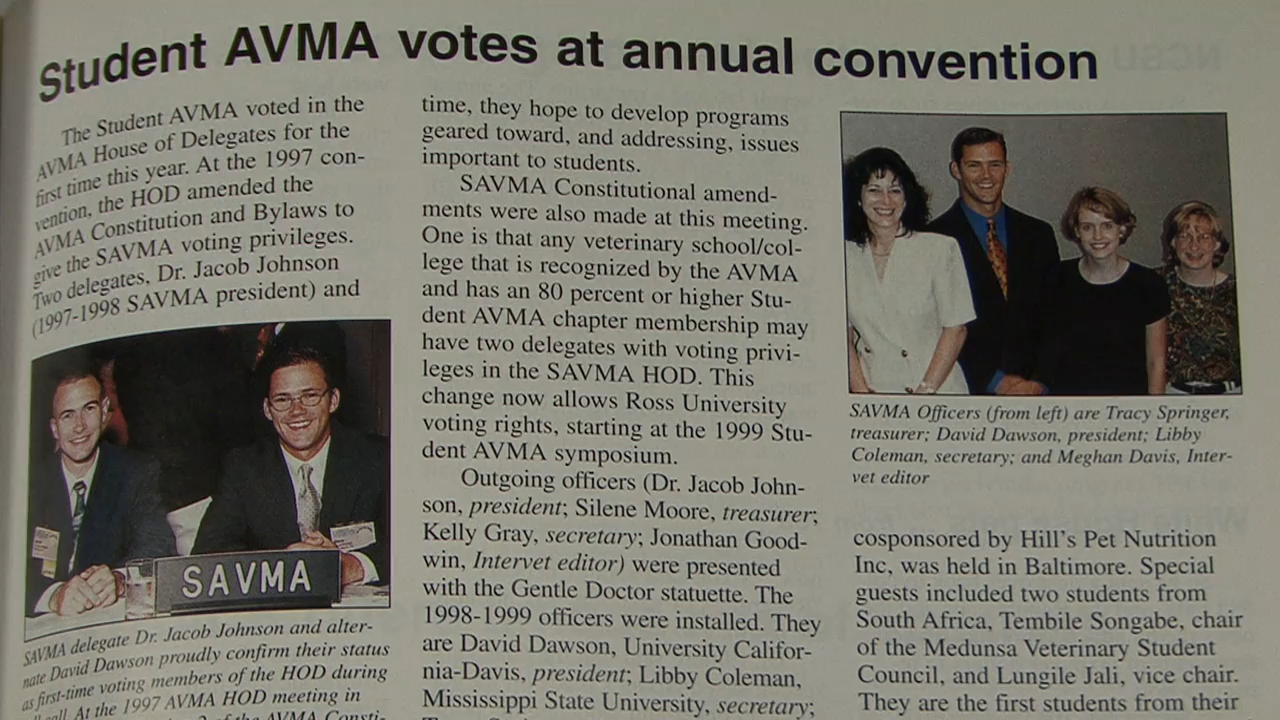 Student AVMA votes at annual convention
The Student AVMA voted in the
AVMA House of Delegates for the
first time this year. At the 1997 con-
vention, the HOD amended the
AVMA Constitution and Bylaws to
give the SAVMA voting privileges.
Two delegates, Dr. Jacob Johnson
(1997-1998 SAVMA president) and
SAVMA
SAVMA delegate Dr. Jacob Johnson and alter-
nate David Dawson proudly confirm their status
as first-time voting members of the HOD during
call. At the 1997 AVMA HOD meeting in
of the AVMA Consti-
time, they hope to develop programs
geared toward, and addressing, issues
important to students.
SAVMA Constitutional amend-
ments were also made at this meeting.
One is that any veterinary school/col-
lege that is recognized by the AVMA
and has an 80 percent or higher Stu-
dent AVMA chapter membership may
have two delegates with voting privi-
leges in the SAVMA HOD. This
change now allows Ross University
voting rights, starting at the 1999 Stu-
dent AVMA symposium.
Outgoing officers (Dr. Jacob John-
son, president; Silene Moore, treasurer;
Kelly Gray, secretary; Jonathan Good-
win, Intervet editor) were presented
with the Gentle Doctor statuette. The
1998-1999 officers were installed. They
are David Dawson, University Califor-
nia-Davis, president; Libby Coleman,
Mississippi State University, secretary;
SAVMA Officers (from left) are Tracy Springer,
treasurer; David Dawson, president; Libby
Coleman, secretary; and Meghan Davis, Inter-
vet editor
cosponsored by Hill's Pet Nutrition
Inc, was held in Baltimore. Special
guests included two students from
South Africa, Tembile Songabe, chair
of the Medunsa Veterinary Student
Council, and Lungile Jali, vice chair.
They are the first students from their